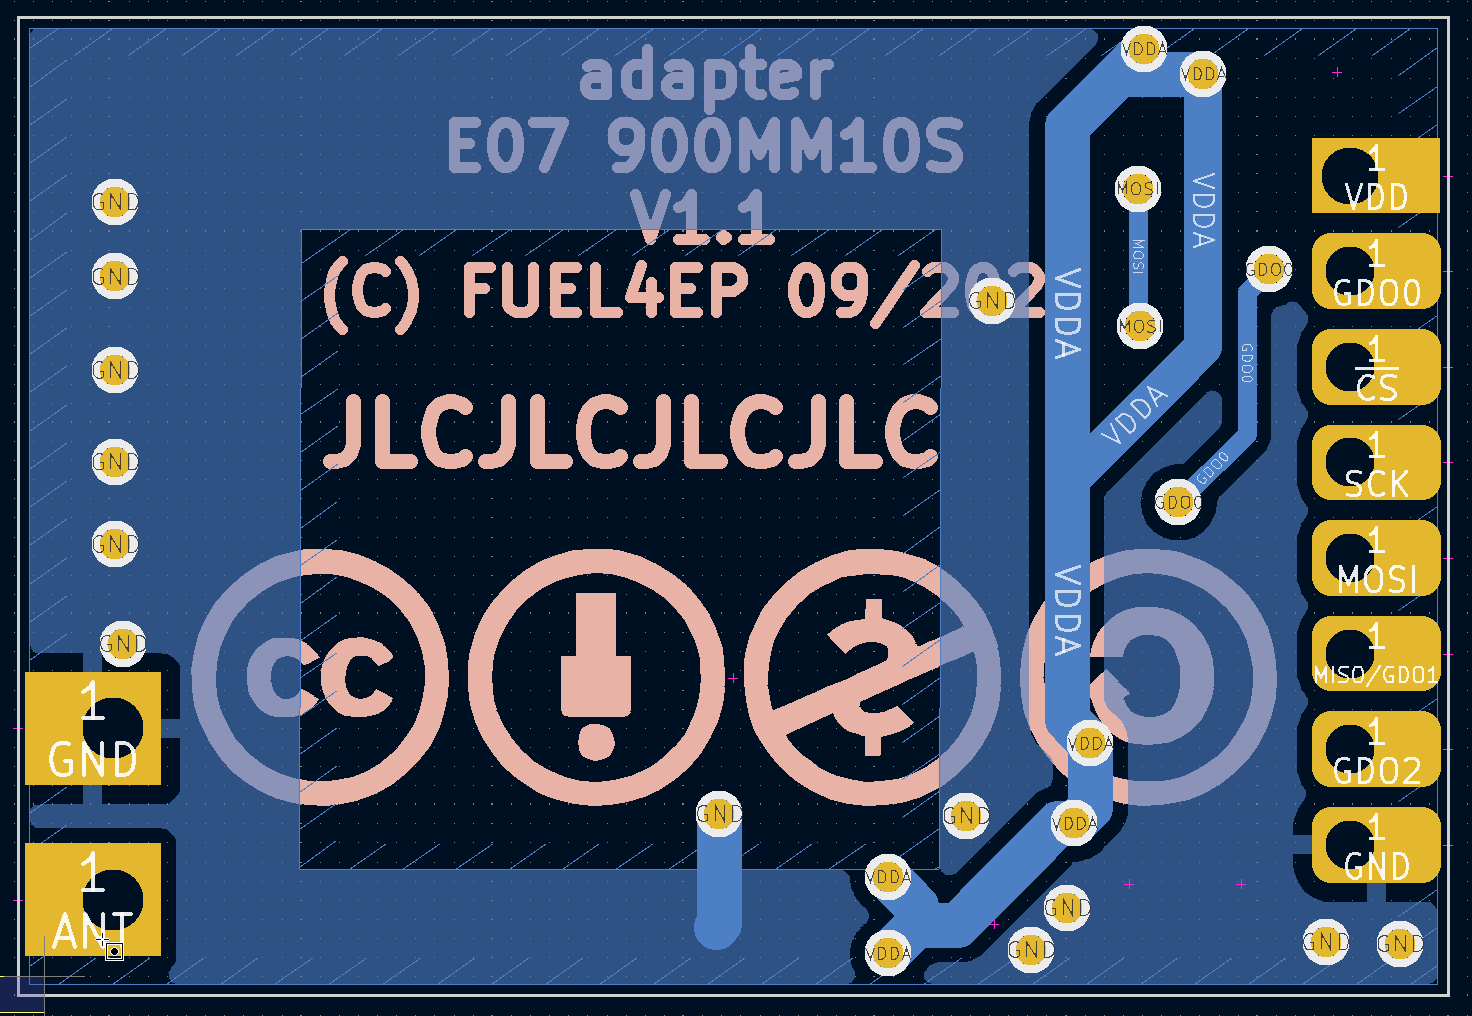 adapter
E07 900MM10S
V1.1
(C) FUEL4EP 09/202
JLCJLCJLCJLC
cc
VDDA
VDDA
VDDA
VDDA
VDDA
VDDA
VDDA
VDDA
VDDA
VDDA
MOSI
MOSI
MOSI
GDO0
GDO0
GDO0
GDO0
GND
GND
GND
GND
GND
GND
GND
GND
GND
GND
GND
GND
GND
1
GND
1
ANT
1
VDD
1
GDO0
1
CS
1
SCK
1
MOSI
1
MISO/GDO1
1
GDO2
1
GND